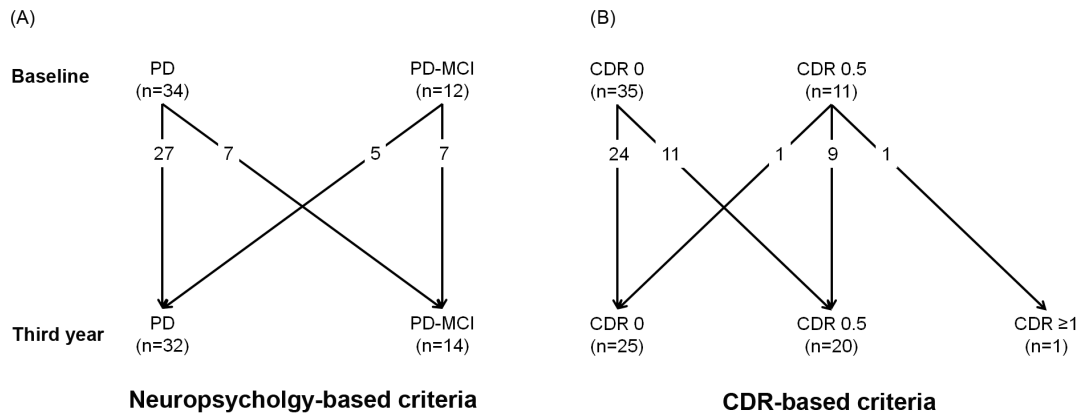 (A)
(B)
Baseline
PD
(n=34)
PD-MCI
(n=12)
CDR 0
(n=35)
CDR 0.5
(n=11)
27
7
5
7
24
11
1
9
1
Third year
PD
(n=32)
PD-MCI
(n=14)
CDR 0
(n=25)
CDR 0.5
(n=20)
CDR ≥1
(n=1)
Neuropsycholgy-based criteria
CDR-based criteria